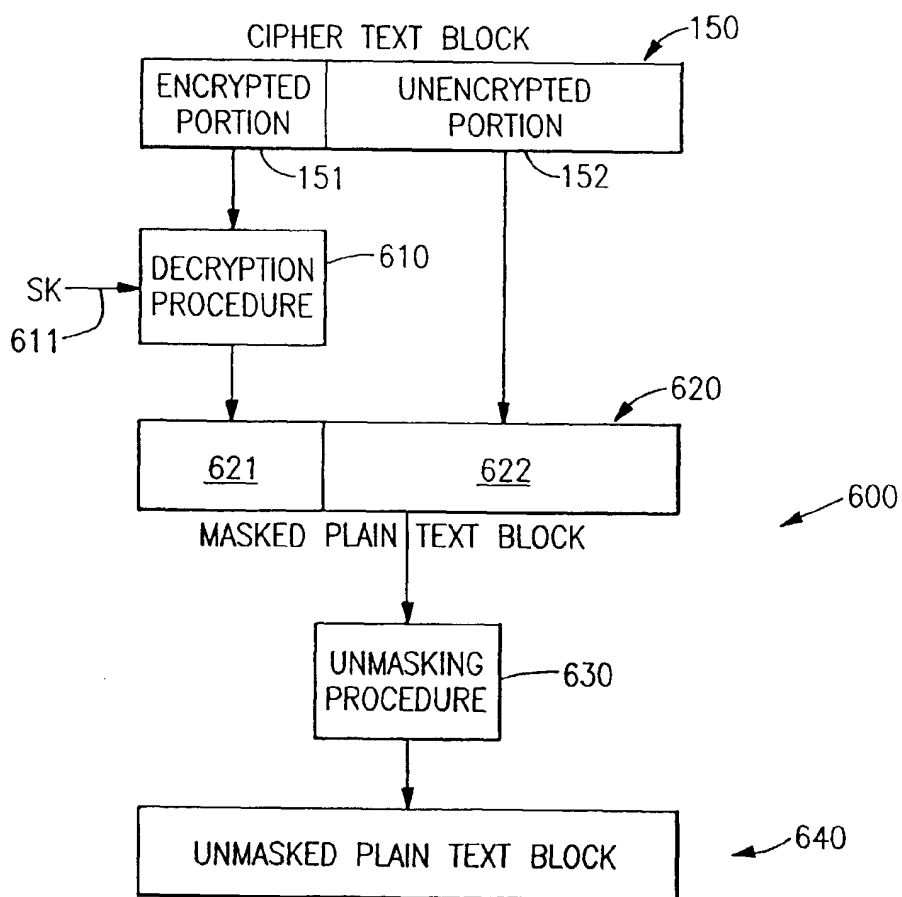 CIPHER TEXT BLOCK
150
ENCRYPTED PORTION
UNENCRYPTED PORTION
151
152
DECRYPTION PROCEDURE
610
SK
611
620
621
622
MASKED PLAIN TEXT BLOCK
600
UNMASKING PROCEDURE
630
UNMASKED PLAIN TEXT BLOCK
640